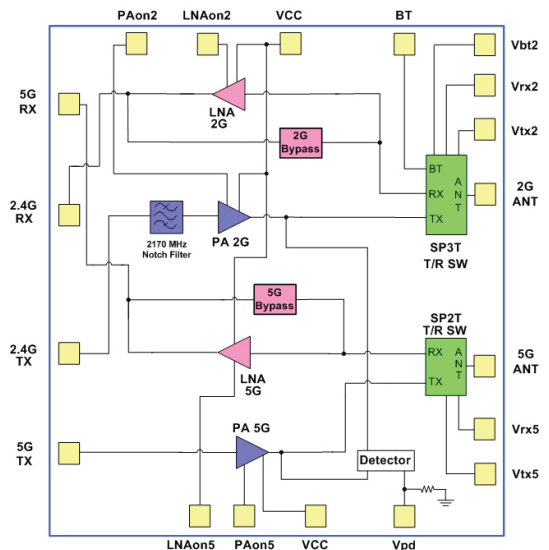 PAon2
LNAon2
VCC
BT
Vbt2
5G
RX
Vrx2
LNA
2G
Vtx2
2G
Bypass
BT
A
N
T
RX
TX
2G
ANT
2.4G
RX
2170 MHz
Notch Filter
PA 2G
SP3T
T/R SW
5G
Bypass
SP2T
T/R SW
2.4G
TX
RX
A
N
T
TX
5G
ANT
LNA
5G
PA 5G
Vrx5
5G
TX
Detector
Vtx5
LNAon5
PAon5
VCC
Vpd